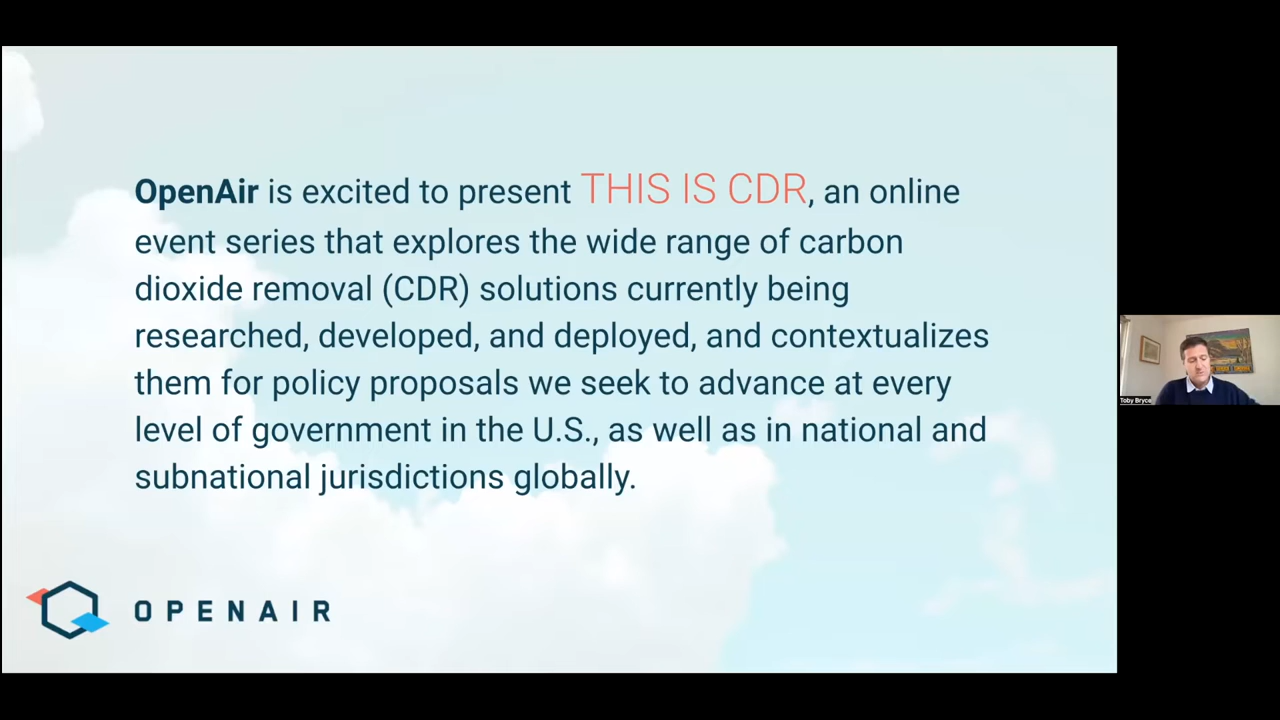 OpenAir is excited to present THIS IS CDR, an online
event series that explores the wide range of carbon
dioxide removal (CDR) solutions currently being
researched, developed, and deployed, and contextualizes
them for policy proposals we seek to advance at every
level of government in the U.S., as well as in national and
subnational jurisdictions globally.
OPENAIR
Toby Bryce